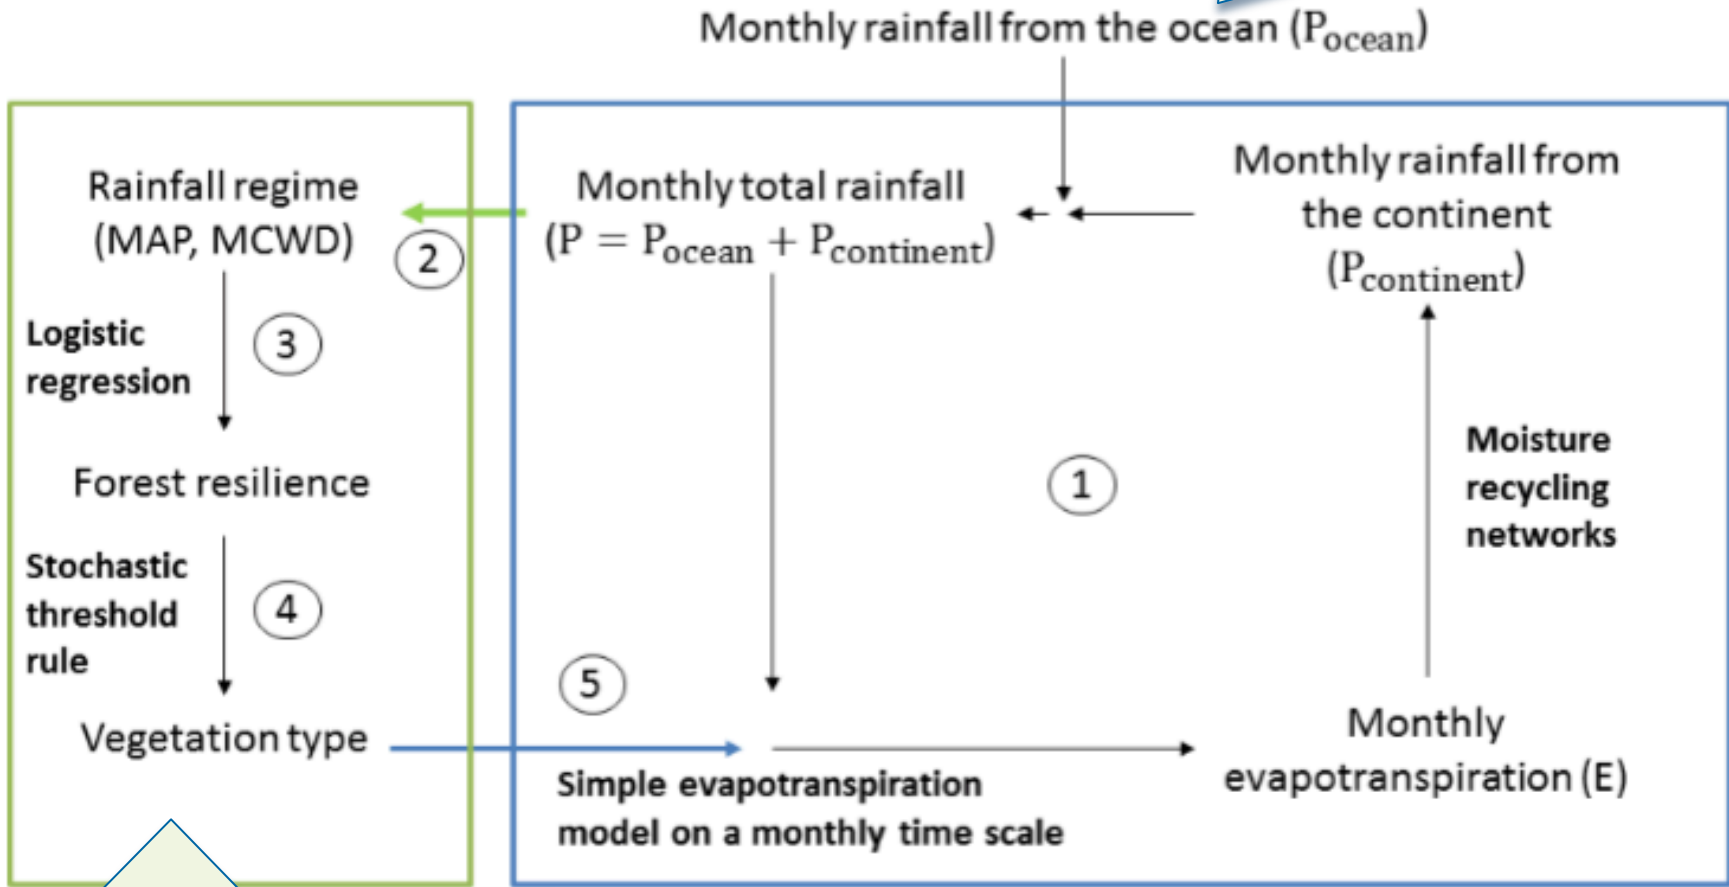 Monthly rainfall from the ocean (P_ocean)
Rainfall regime
(MAP, MCWD)
2
Logistic
regression
3
Forest resilience
Stochastic
threshold
rule
4
Vegetation type
Monthly total rainfall
(P = P_ocean + P_continent)
Monthly rainfall from
the continent
(P_continent)
1
Moisture
recycling
networks
5
Simple evapotranspiration
model on a monthly time scale
Monthly
evapotranspiration (E)